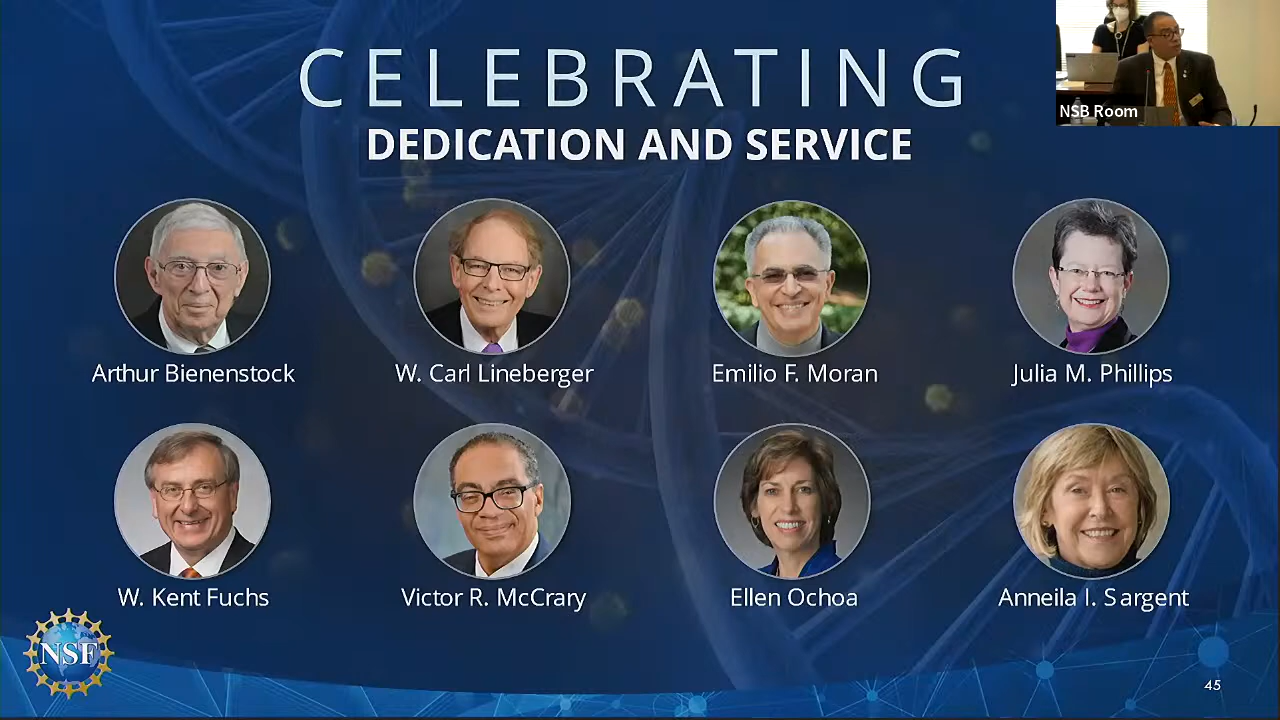 CELEBRATING
DEDICATION AND SERVICE
NSB Room
Arthur Bienenstock
W. Carl Lineberger
Emilio F. Moran
Julia M. Phillips
W. Kent Fuchs
Victor R. McCrary
Ellen Ochoa
Anneila I. Sargent
NSF
45